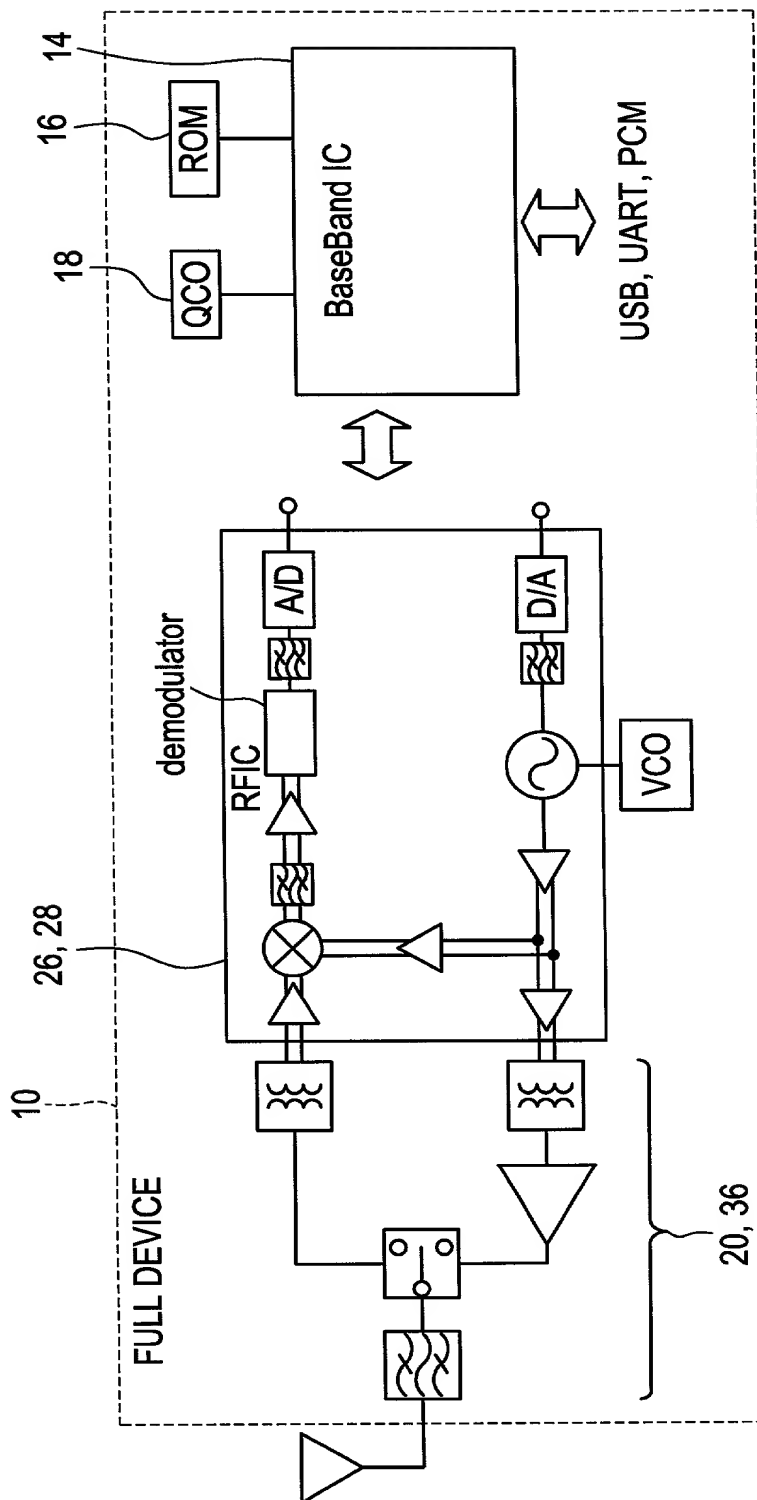 FULL DEVICE
10
26, 28
RFIC
demodulator
A/D
D/A
VCO
20, 36
18
QCO
16
ROM
14
BaseBand IC
USB, UART, PCM